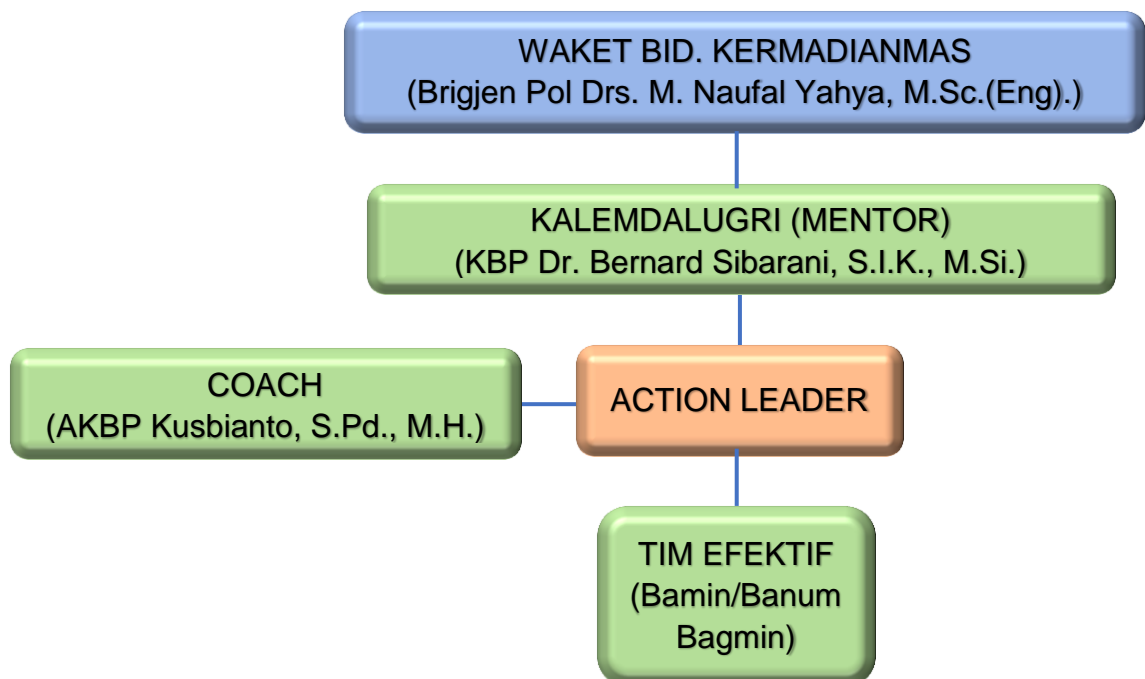 WAKET BID. KERMADIANMAS
(Brigjen Pol Drs. M. Naufal Yahya, M.Sc.(Eng).)
KALEMDALUGRI (MENTOR)
(KBP Dr. Bernard Sibarani, S.I.K., M.Si.)
COACH
(AKBP Kusbianto, S.Pd., M.H.)
ACTION LEADER
TIM EFEKTIF
(Bamin/Banum
Bagmin)